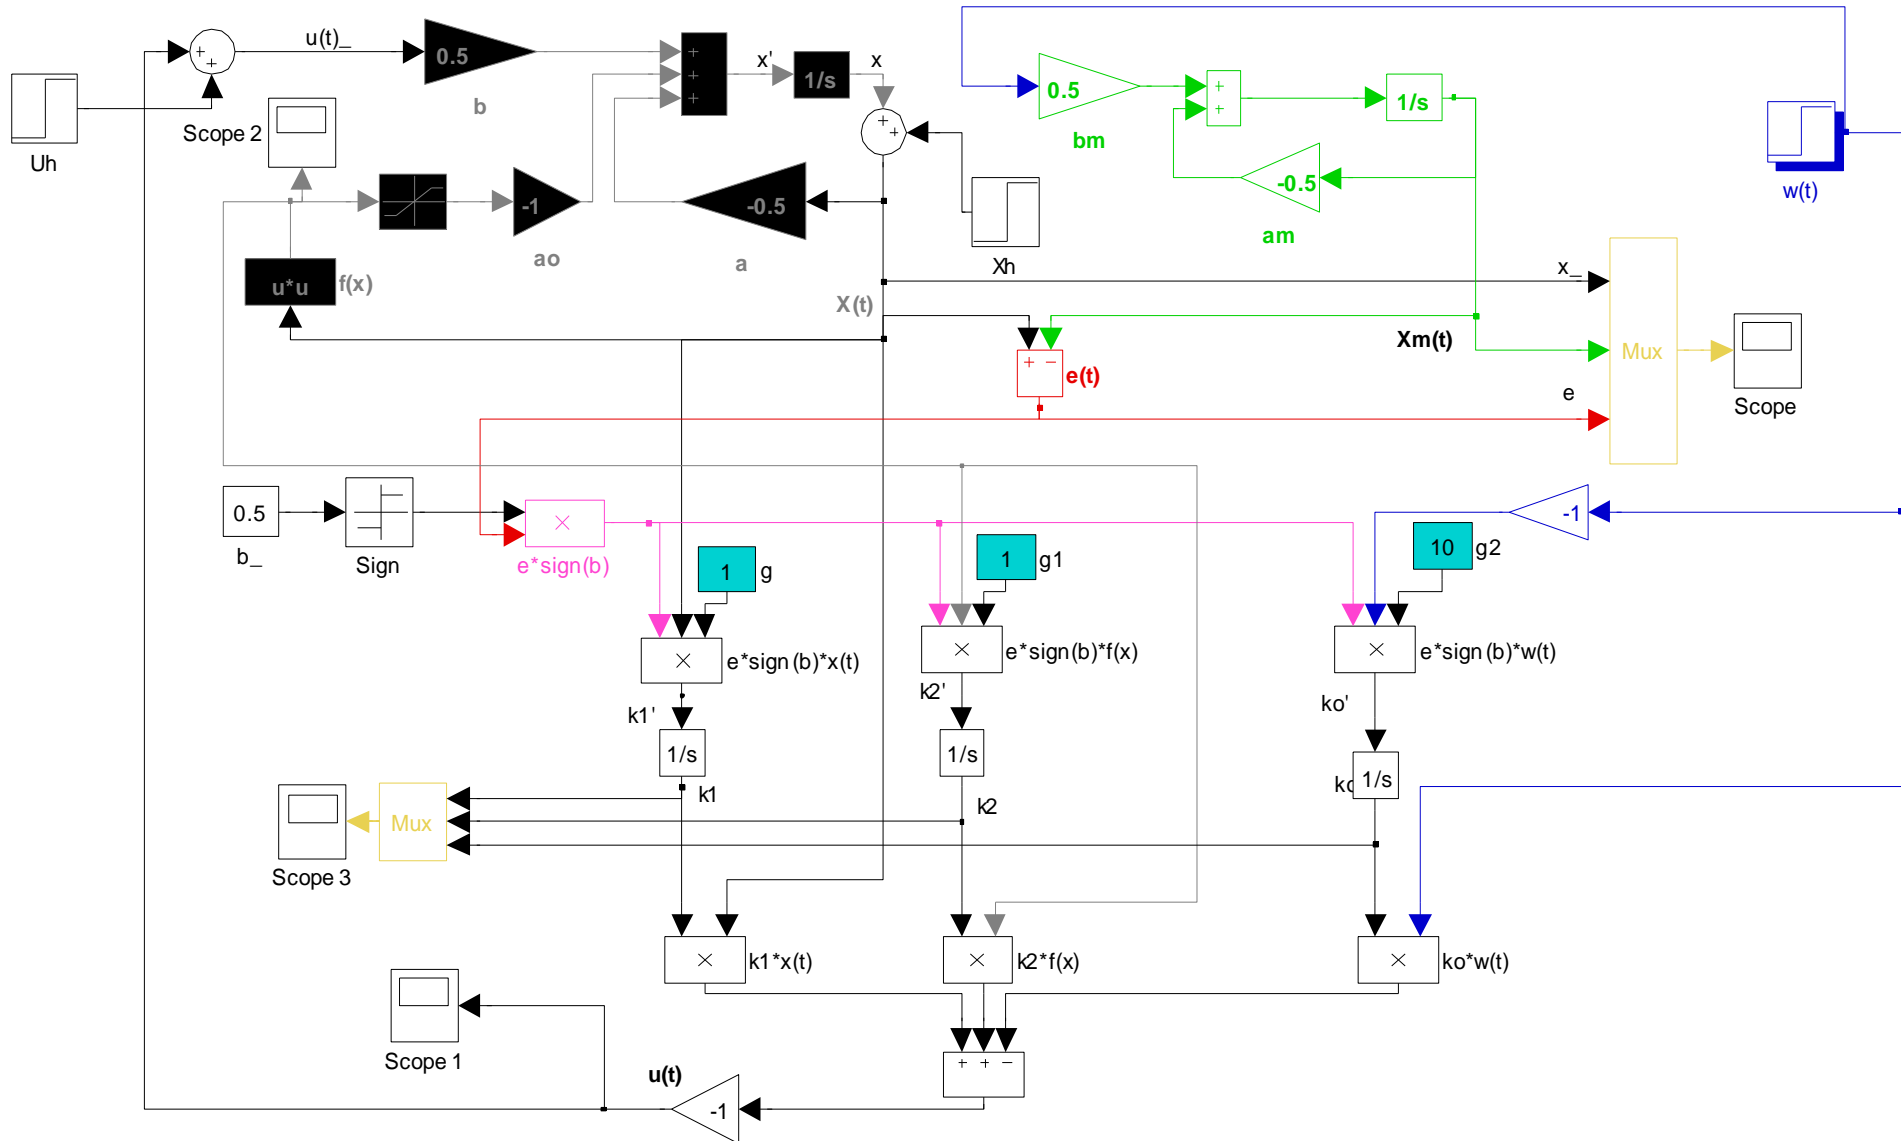 u(t)_
0.5
b
Uh
Scope 2
x'
1/s
x
0.5
bm
1/s
-0.5
am
w(t)
-1
ao
-0.5
a
Xh
u*u
f(x)
X(t)
x_
Xm(t)
Mux
e(t)
e
Scope
0.5
b_
Sign
e*sign(b)
1
g
1
g1
10
g2
-1
e*sign(b)*x(t)
e*sign(b)*f(x)
e*sign(b)*w(t)
k1'
k2'
ko'
1/s
1/s
1/s
k1
k2
Mux
Scope 3
k1*x(t)
k2*f(x)
ko*w(t)
Scope 1
u(t)
-1